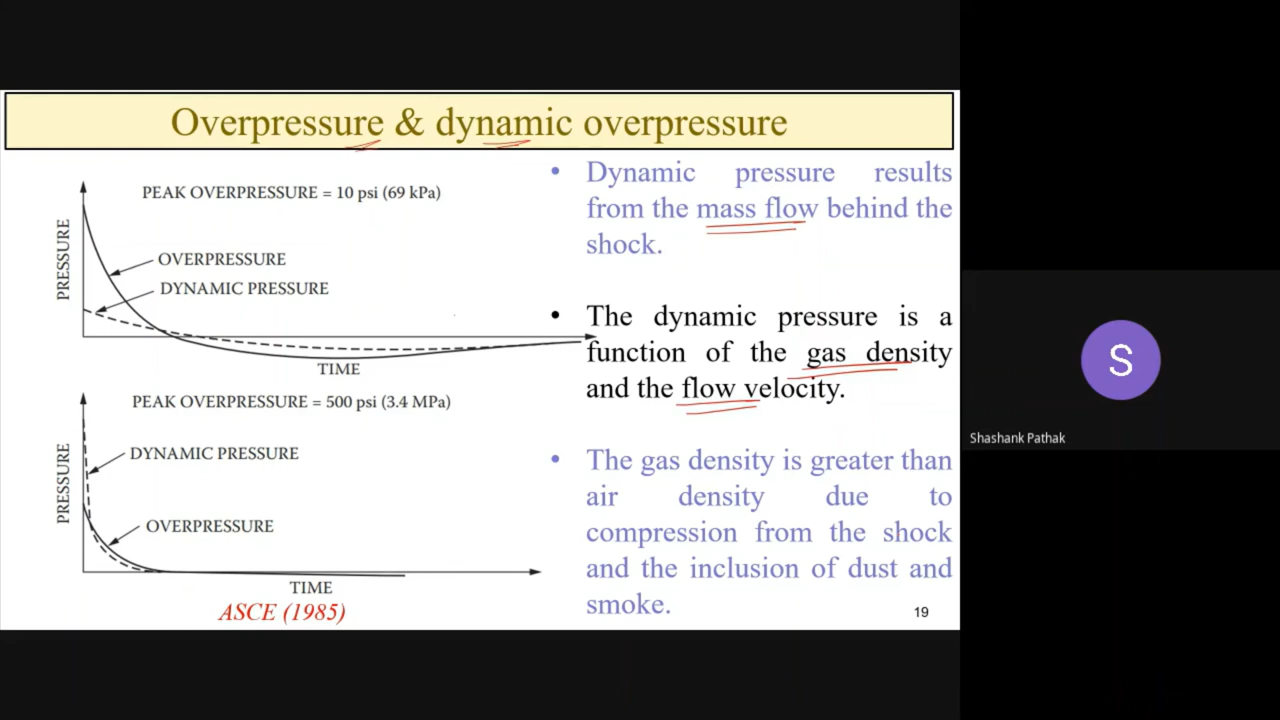 Overpressure & dynamic overpressure
PEAK OVERPRESSURE = 10 psi (69 kPa)
PRESSURE
OVERPRESSURE
DYNAMIC PRESSURE
TIME
PEAK OVERPRESSURE = 500 psi (3.4 MPa)
PRESSURE
DYNAMIC PRESSURE
OVERPRESSURE
TIME
ASCE (1985)
• Dynamic pressure results
from the mass flow behind the
shock.
• The dynamic pressure is a
function of the gas density
and the flow velocity.
• The gas density is greater than
air density due to
compression from the shock
and the inclusion of dust and
smoke.
19
S
Shashank Pathak